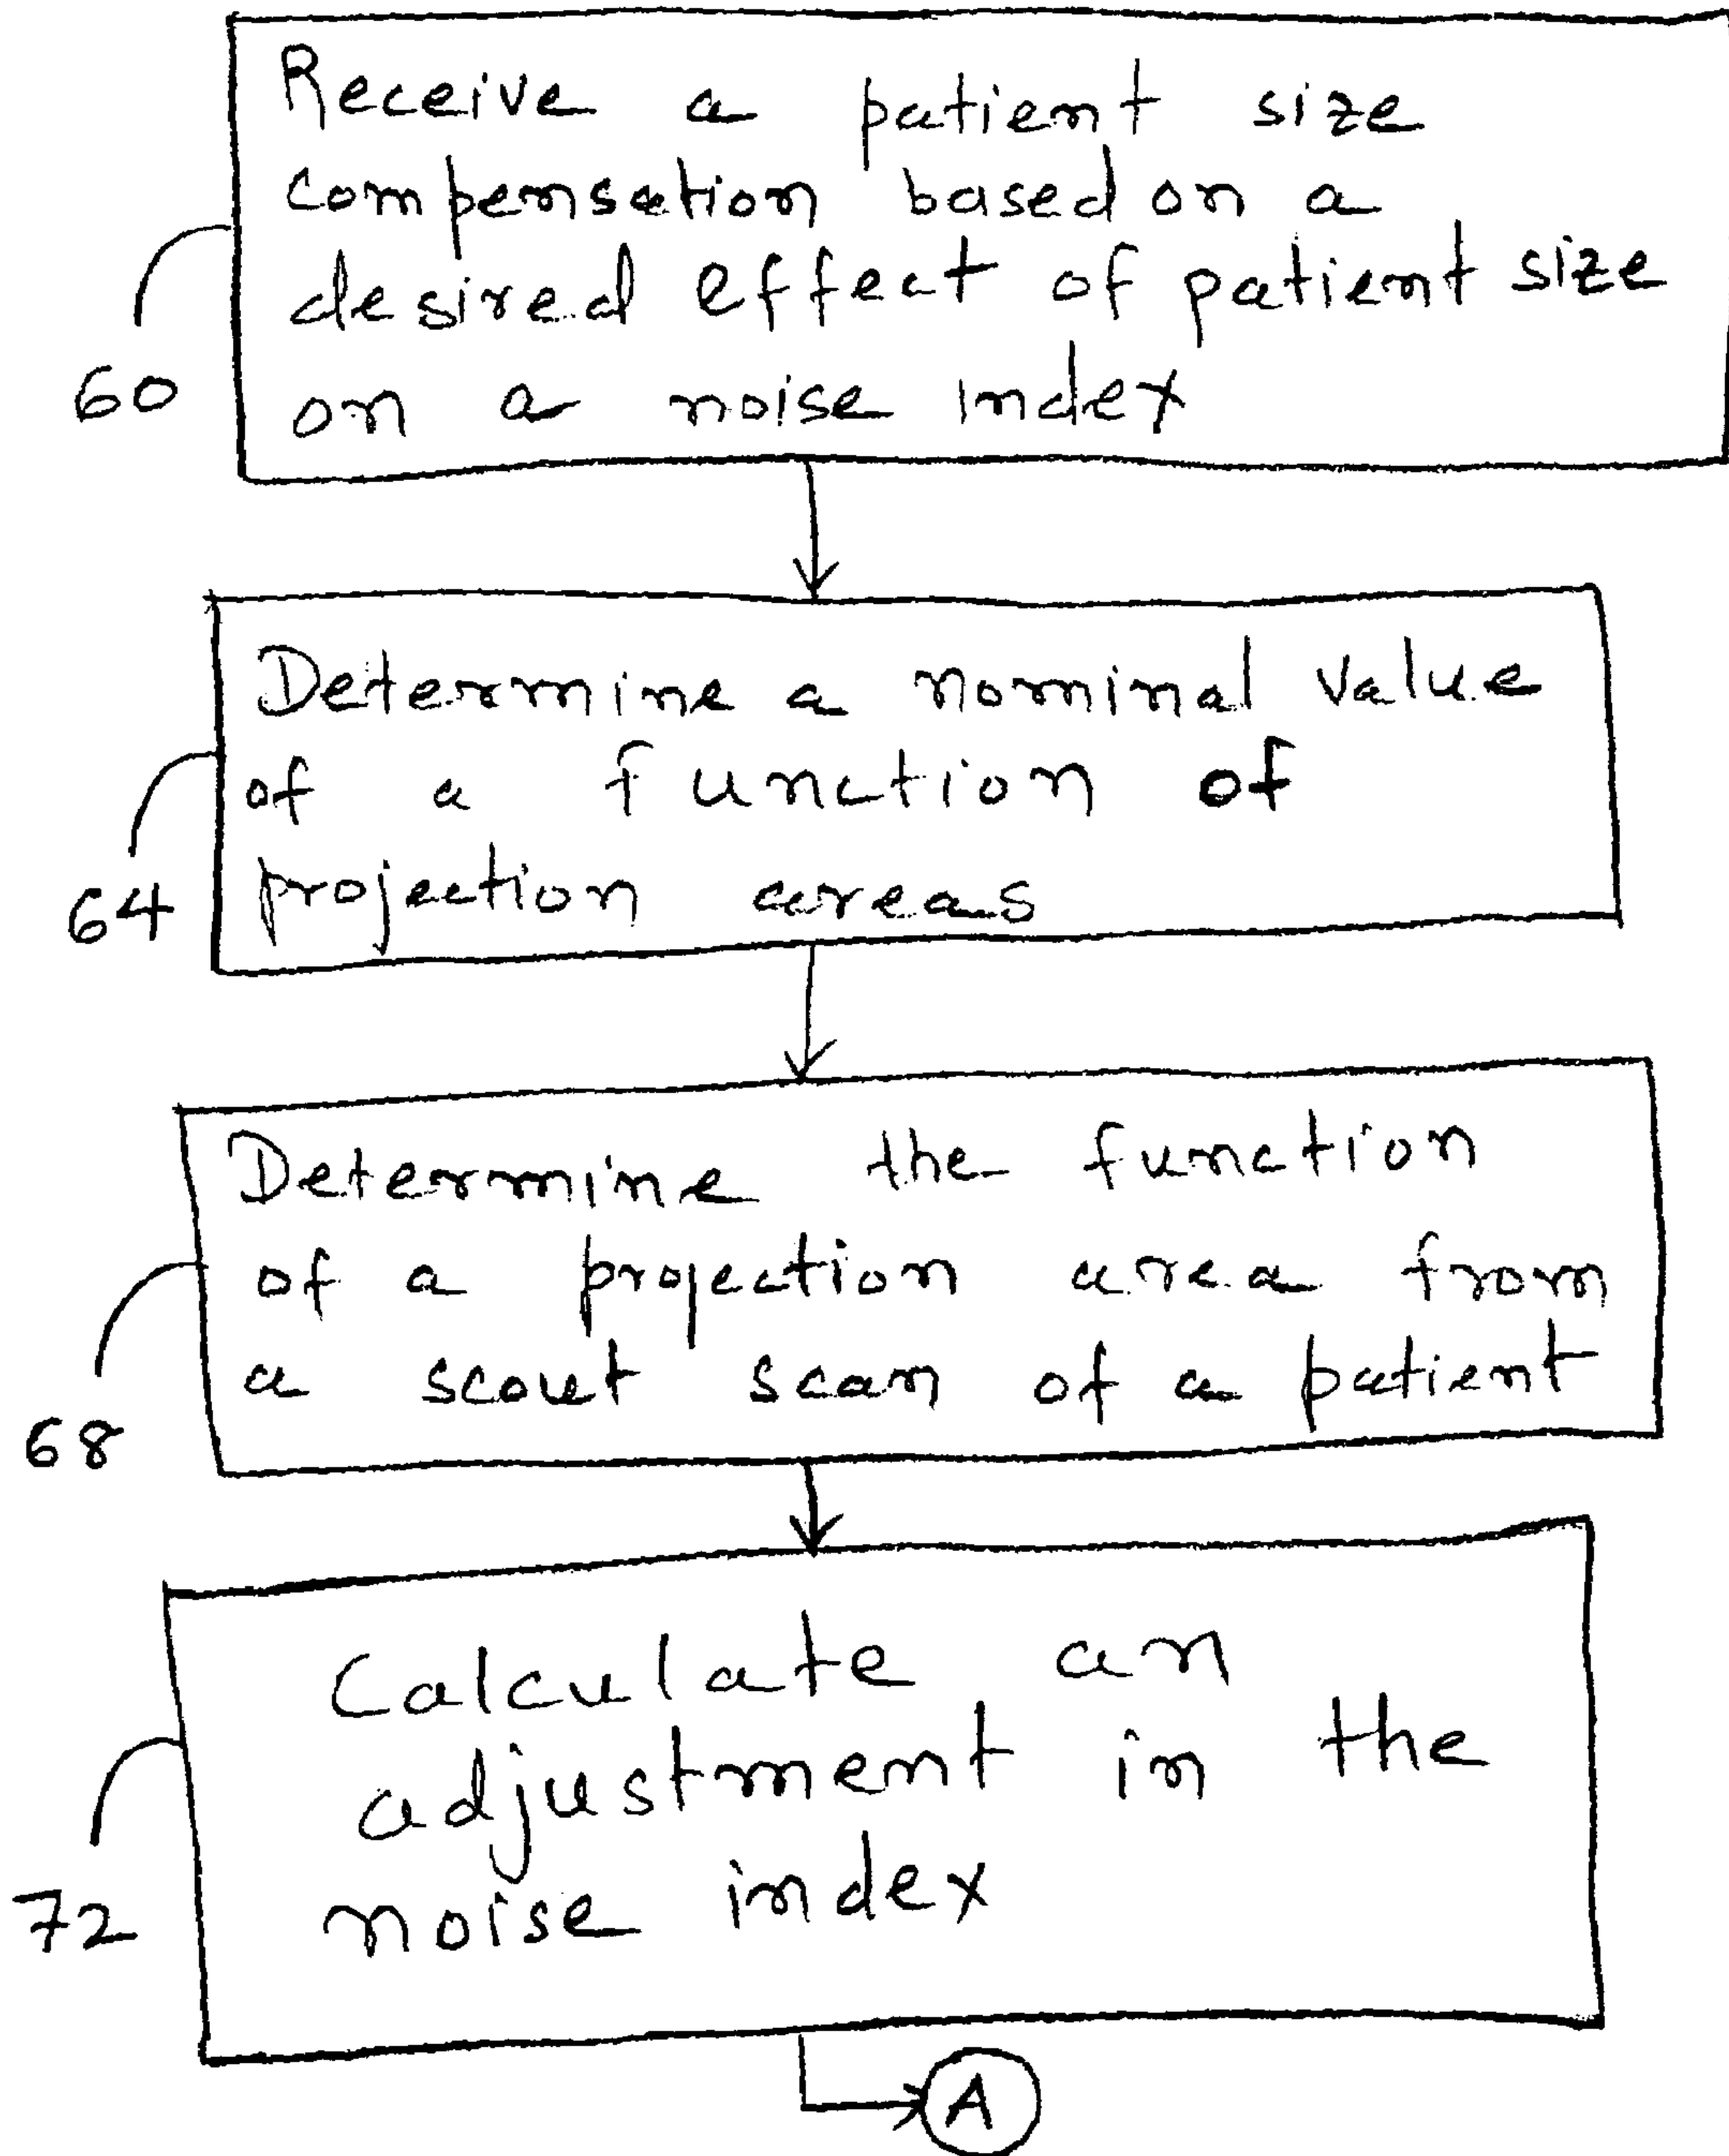 Receive a patient size
compensation based on a
desired effect of patient size
on a noise index
60
Determine a nominal value
of a function of
projection areas
64
Determine the function
of a projection area from
a scout scan of a patient
68
Calculate an
adjustment in the
noise index
72
A